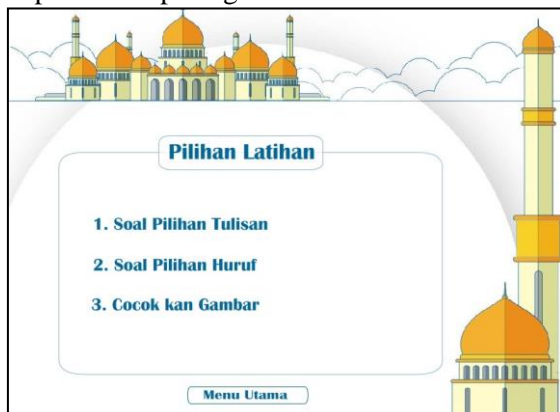 Pilihan Latihan
1. Soal Pilihan Tulisan
2. Soal Pilihan Huruf
3. Cocok kan Gambar
Menu Utama